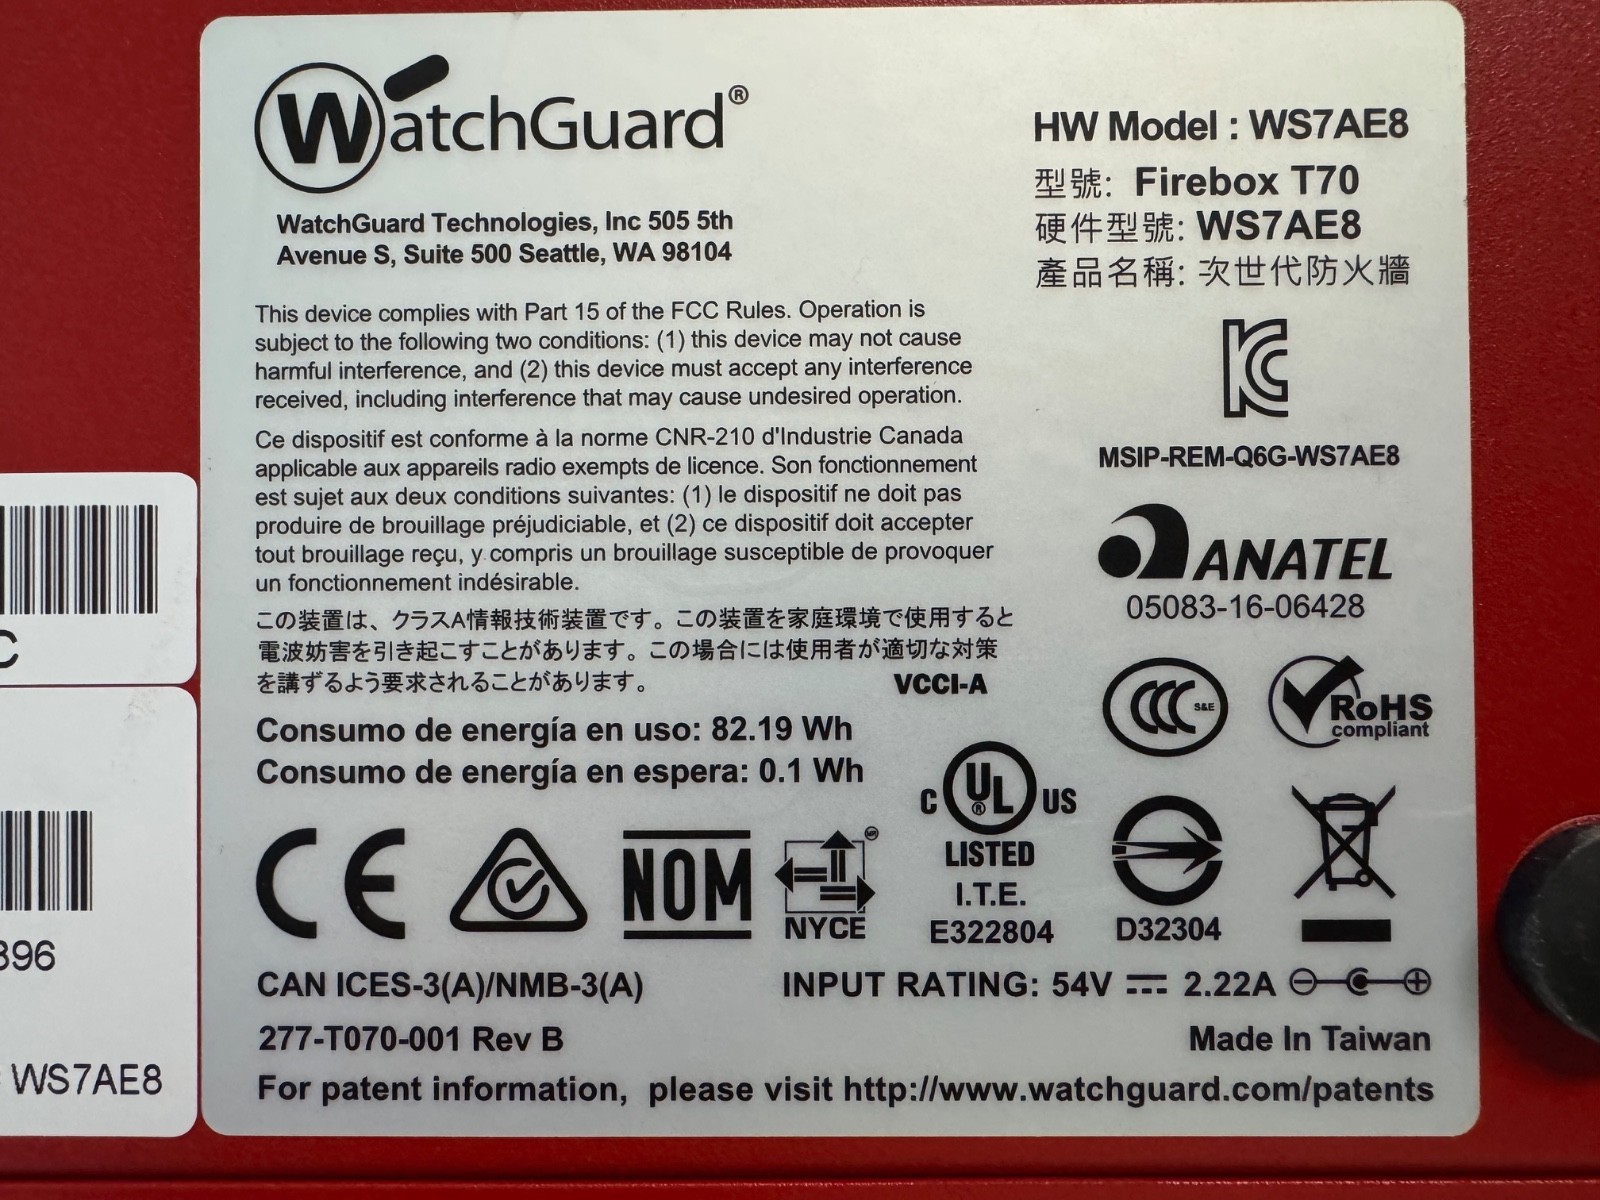 WatchGuard®
WatchGuard Technologies, Inc 505 5th
Avenue S, Suite 500 Seattle, WA 98104
HW Model : WS7AE8
型號: Firebox T70
硬件型號: WS7AE8
產品名稱: 次世代防火牆
This device complies with Part 15 of the FCC Rules. Operation is
subject to the following two conditions: (1) this device may not cause
harmful interference, and (2) this device must accept any interference
received, including interference that may cause undesired operation.
Ce dispositif est conforme à la norme CNR-210 d'Industrie Canada
applicable aux appareils radio exempts de licence. Son fonctionnement
est sujet aux deux conditions suivantes: (1) le dispositif ne doit pas
produire de brouillage préjudiciable, et (2) ce dispositif doit accepter
tout brouillage reçu, y compris un brouillage susceptible de provoquer
un fonctionnement indésirable.
この装置は、クラスA情報技術装置です。この装置を家庭環境で使用すると
電波妨害を引き起こすことがあります。この場合には使用者が適切な対策
を講ずるよう要求されることがあります。
VCCI-A
KC
MSIP-REM-Q6G-WS7AE8
ANATEL
05083-16-06428
CCC S&E
RoHS
compliant
Consumo de energía en uso: 82.19 Wh
Consumo de energía en espera: 0.1 Wh
CE
NOM
NYCE
MR
C UL® US
LISTED
I.T.E.
E322804
D32304
CAN ICES-3(A)/NMB-3(A)
INPUT RATING: 54V 2.22A
277-T070-001 Rev B
Made In Taiwan
For patent information, please visit http://www.watchguard.com/patents
C
396
WS7AE8